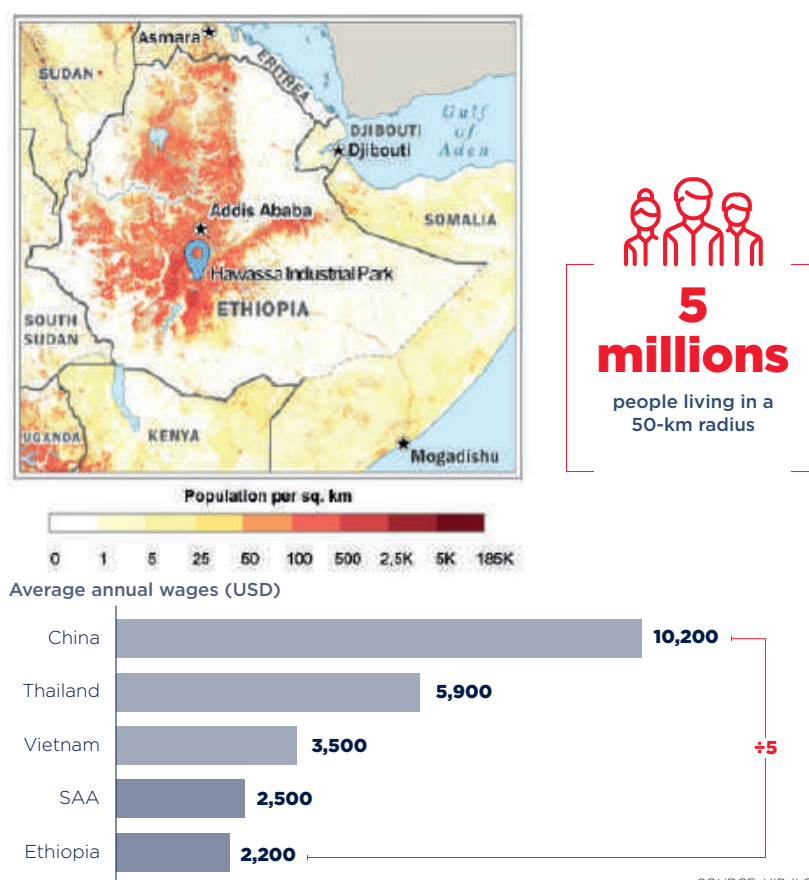 Asmara
SUDAN
ERITREA
Gulf
of
Aden
DJIBOUTI
Djibouti
Addis Ababa
SOMALIA
Hawassa Industrial Park
ETHIOPIA
SOUTH
SUDAN
UGANDA
KENYA
Mogadishu
5
millions
people living in a
50-km radius
Population per sq. km
0 1 5 25 50 100 500 2,5K 5K 185K
Average annual wages (USD)
China 10,200
Thailand 5,900
Vietnam 3,500
÷5
SAA 2,500
Ethiopia 2,200